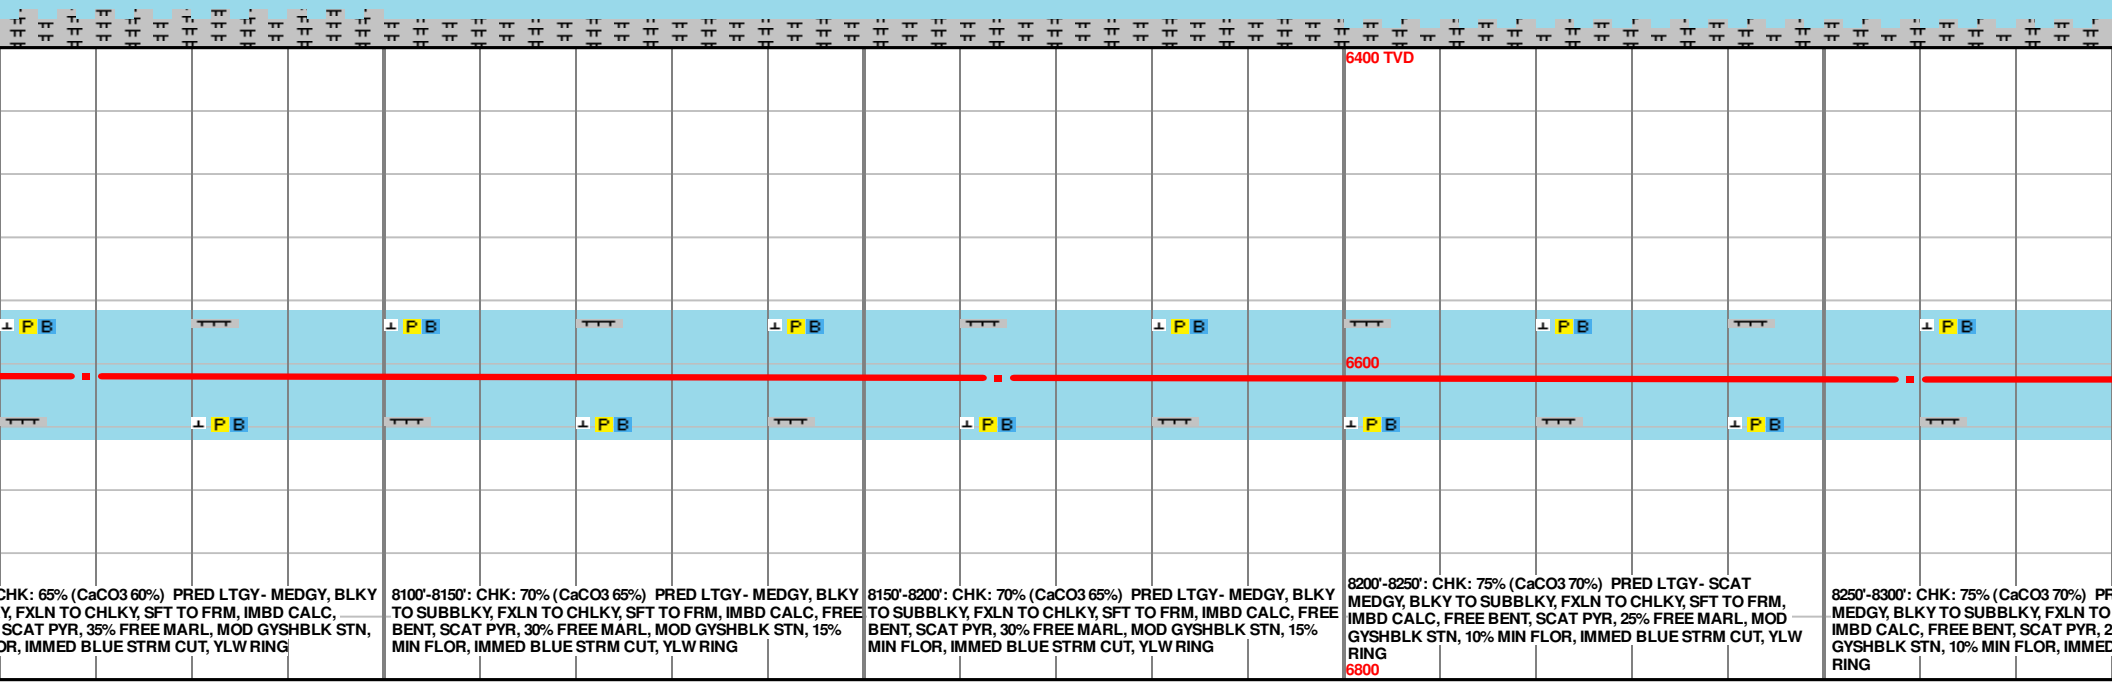 6400 TVD
P B
P B
P B
P B
P B
P B
6600
P B
P B
P B
P B
P B
CHK: 65% (CaCO3 60%) PRED LTGY- MEDGY, BLKY
Y, FXLN TO CHLKY, SFT TO FRM, IMBD CALC,
SCAT PYR, 35% FREE MARL, MOD GYSHBLK STN,
OR, IMMED BLUE STRM CUT, YLW RING
8100'-8150': CHK: 70% (CaCO3 65%) PRED LTGY- MEDGY, BLKY
TO SUBBLKY, FXLN TO CHLKY, SFT TO FRM, IMBD CALC, FREE
BENT, SCAT PYR, 30% FREE MARL, MOD GYSHBLK STN, 15%
MIN FLOR, IMMED BLUE STRM CUT, YLW RING
8150'-8200': CHK: 70% (CaCO3 65%) PRED LTGY- MEDGY, BLKY
TO SUBBLKY, FXLN TO CHLKY, SFT TO FRM, IMBD CALC, FREE
BENT, SCAT PYR, 30% FREE MARL, MOD GYSHBLK STN, 15%
MIN FLOR, IMMED BLUE STRM CUT, YLW RING
8200'-8250': CHK: 75% (CaCO3 70%) PRED LTGY- SCAT
MEDGY, BLKY TO SUBBLKY, FXLN TO CHLKY, SFT TO FRM,
IMBD CALC, FREE BENT, SCAT PYR, 25% FREE MARL, MOD
GYSHBLK STN, 10% MIN FLOR, IMMED BLUE STRM CUT, YLW
RING
6800
8250'-8300': CHK: 75% (CaCO3 70%) PR
MEDGY, BLKY TO SUBBLKY, FXLN TO
IMBD CALC, FREE BENT, SCAT PYR, 2
GYSHBLK STN, 10% MIN FLOR, IMMED
RING